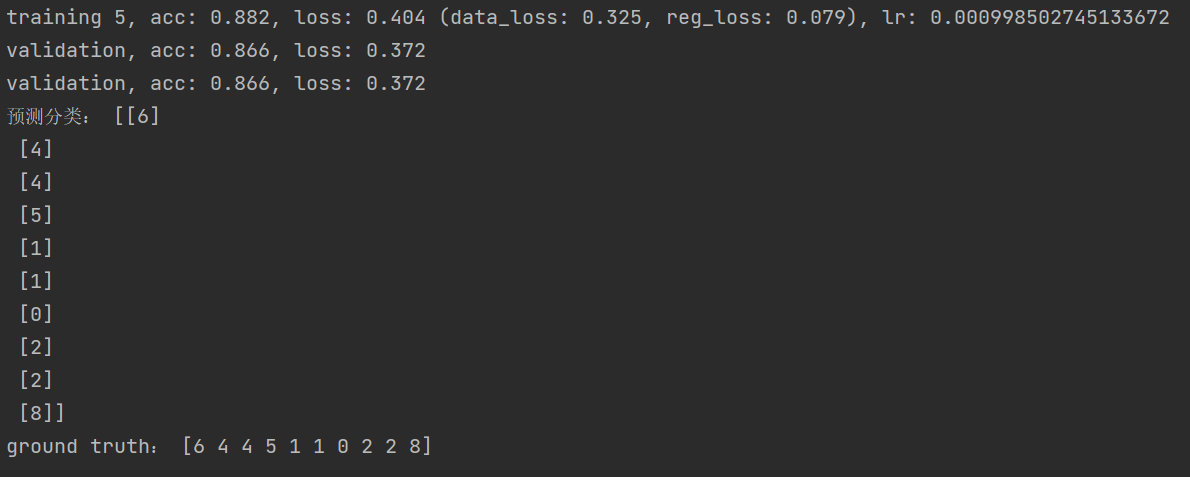 training 5, acc: 0.882, loss: 0.404 (data_loss: 0.325, reg_loss: 0.079), lr: 0.000998502745133672
validation, acc: 0.866, loss: 0.372
validation, acc: 0.866, loss: 0.372
预测分类： [[6]
 [4]
 [4]
 [5]
 [1]
 [1]
 [0]
 [2]
 [2]
 [8]]
ground truth： [6 4 4 5 1 1 0 2 2 8]